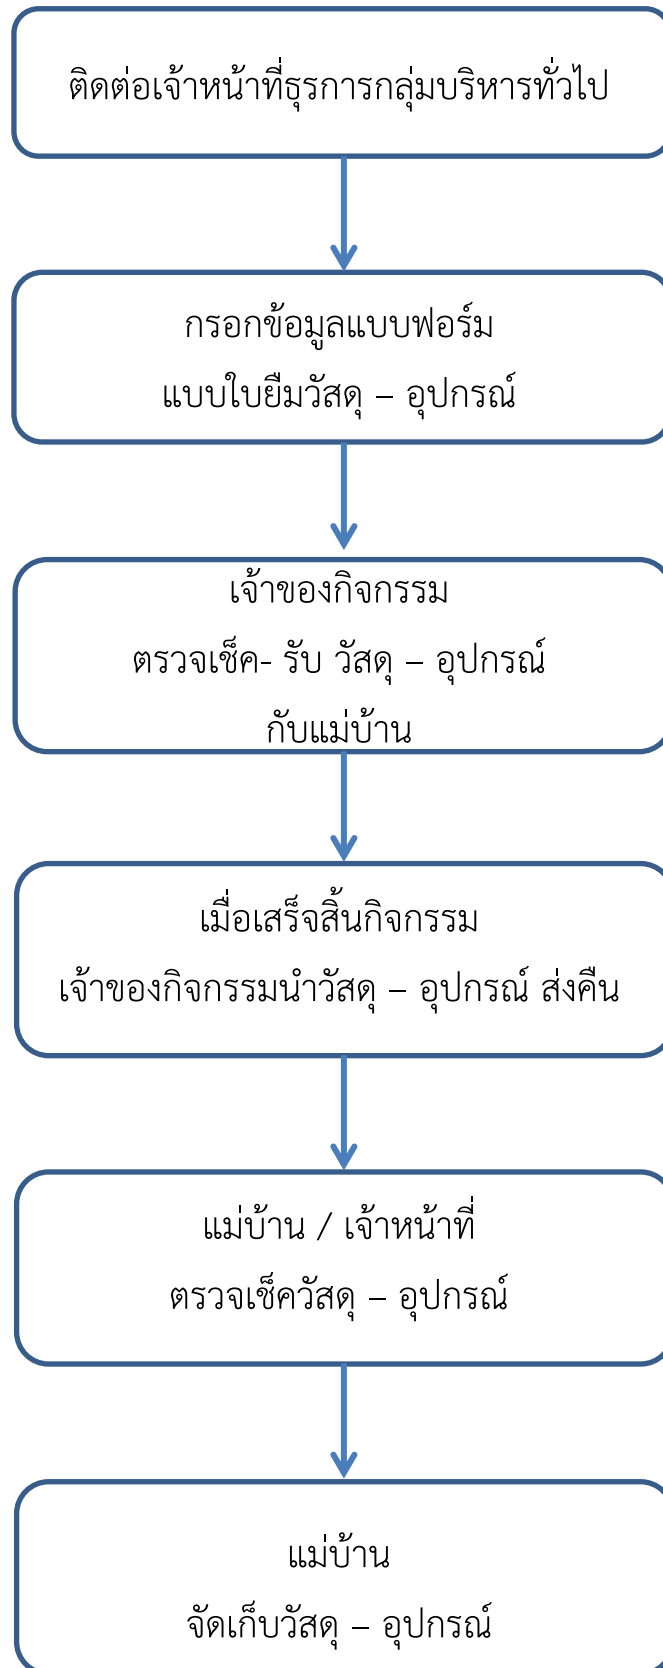 ติดต่อเจ้าหน้าที่ธุรการกลุ่มบริหารทั่วไป
กรอกข้อมูลแบบฟอร์ม
แบบใบยืมวัสดุ – อุปกรณ์
เจ้าของกิจกรรม
ตรวจเช็ค- รับ วัสดุ – อุปกรณ์
กับแม่บ้าน
เมื่อเสร็จสิ้นกิจกรรม
เจ้าของกิจกรรมนำวัสดุ – อุปกรณ์ ส่งคืน
แม่บ้าน / เจ้าหน้าที่
ตรวจเช็ควัสดุ – อุปกรณ์
แม่บ้าน
จัดเก็บวัสดุ – อุปกรณ์